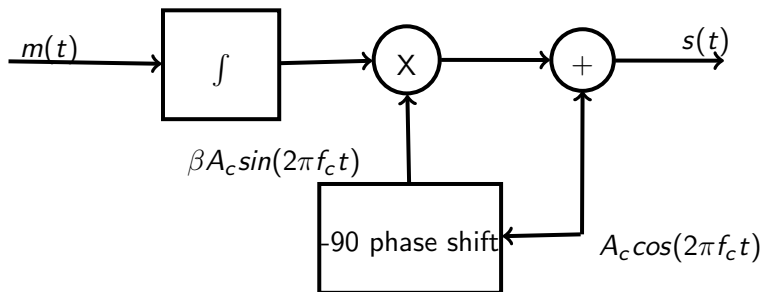 m(t)
∫
X
+
s(t)
βA_c sin(2πf_c t)
-90 phase shift
A_c cos(2πf_c t)